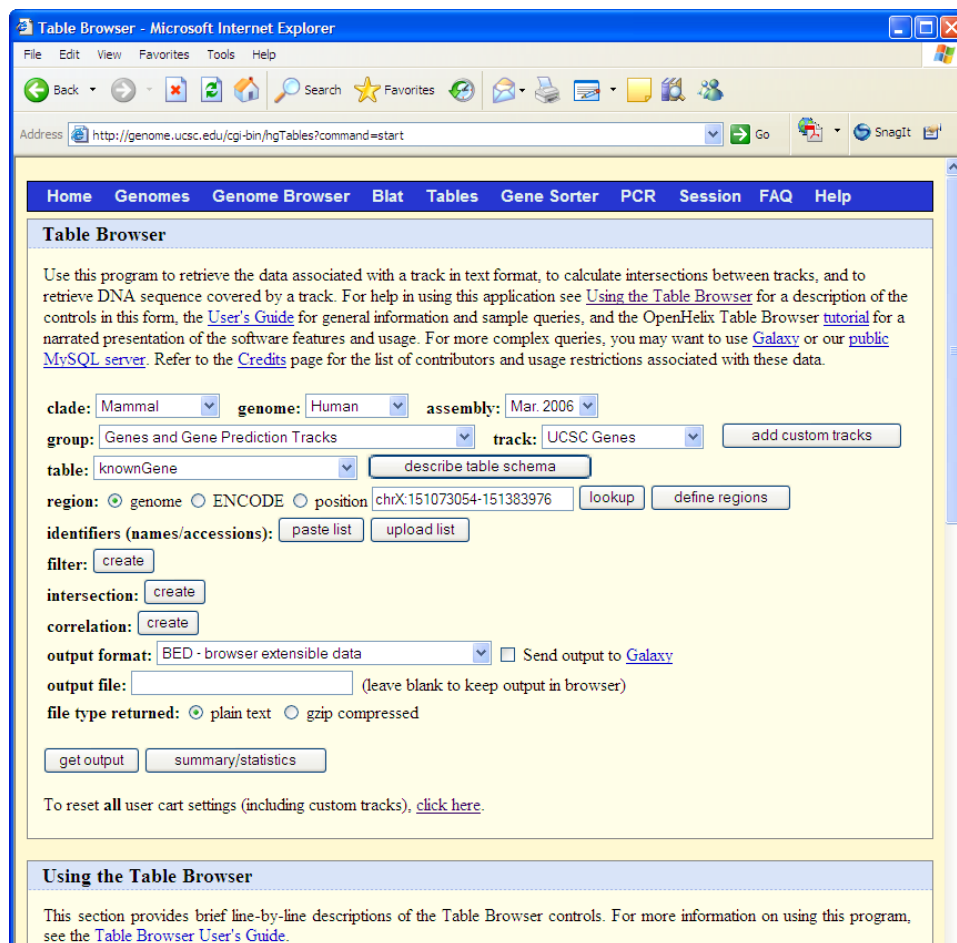 Table Browser - Microsoft Internet Explorer
File Edit View Favorites Tools Help
Back Search Favorites
Address http://genome.ucsc.edu/cgi-bin/hgTables?command=start Go SnagIt
Home Genomes Genome Browser Blat Tables Gene Sorter PCR Session FAQ Help
Table Browser
Use this program to retrieve the data associated with a track in text format, to calculate intersections between tracks, and to
retrieve DNA sequence covered by a track. For help in using this application see Using the Table Browser for a description of the
controls in this form, the User's Guide for general information and sample queries, and the OpenHelix Table Browser tutorial for a
narrated presentation of the software features and usage. For more complex queries, you may want to use Galaxy or our public
MySQL server. Refer to the Credits page for the list of contributors and usage restrictions associated with these data.
clade: Mammal genome: Human assembly: Mar. 2006
group: Genes and Gene Prediction Tracks track: UCSC Genes add custom tracks
table: knownGene describe table schema
region: genome ENCODE position chrX:151073054-151383976 lookup define regions
identifiers (names/accessions): paste list upload list
filter: create
intersection: create
correlation: create
output format: BED - browser extensible data Send output to Galaxy
output file: (leave blank to keep output in browser)
file type returned: plain text gzip compressed
get output summary/statistics
To reset all user cart settings (including custom tracks), click here.
Using the Table Browser
This section provides brief line-by-line descriptions of the Table Browser controls. For more information on using this program,
see the Table Browser User's Guide.